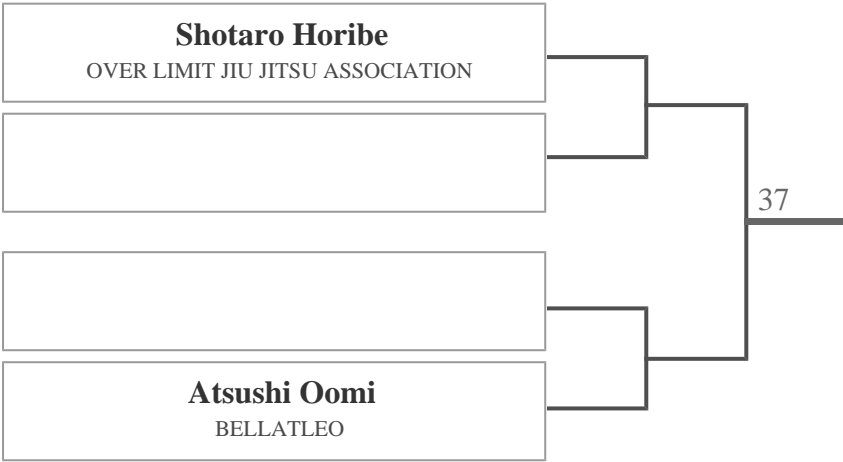 Shotaro Horibe
OVER LIMIT JIU JITSU ASSOCIATION
37
Atsushi Oomi
BELLATLEO